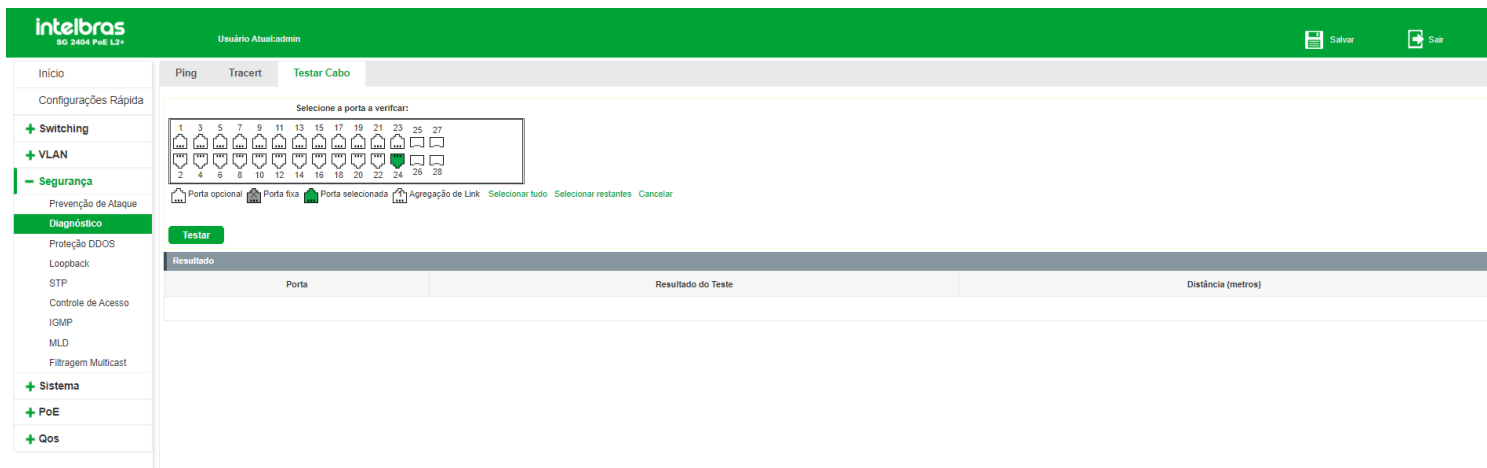 intelbras
SG 2404 PoE L2+
Usuário Atual:admin
Salvar
Sair
Início
Configurações Rápida
Switching
VLAN
Segurança
Prevenção de Ataque
Diagnóstico
Proteção DDOS
Loopback
STP
Controle de Acesso
IGMP
MLD
Filtragem Multicast
Sistema
PoE
Qos
Ping Tracert Testar Cabo
Selecione a porta a verifcar:
1 3 5 7 9 11 13 15 17 19 21 23 25 27
2 4 6 8 10 12 14 16 18 20 22 24 26 28
Porta opcional Porta fixa Porta selecionada Agregação de Link Selecionar tudo Selecionar restantes Cancelar
Testar
Resultado
Porta Resultado do Teste Distância (metros)